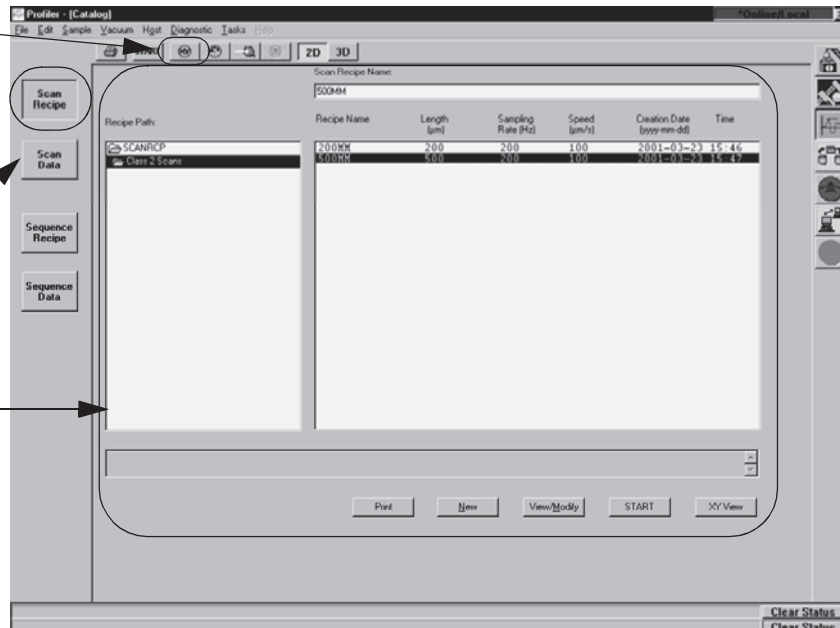 Profiler - [Catalog]
*Online/Local
File Edit Sample Vacuum Host Diagnostic Tasks Help
2D 3D
Scan Recipe
Scan Data
Sequence Recipe
Sequence Data
Scan Recipe Name:
500MM
Recipe Path:
SCANRCP
Class 2 Scans
Recipe Name Length (µm) Sampling Rate (Hz) Speed (µm/s) Creation Date (yyyy-mm-dd) Time
200MM 200 200 100 2001-03-23 15:46
500MM 500 200 100 2001-03-23 15:47
Print New View/Modify START XY View
Clear Status
Clear Status